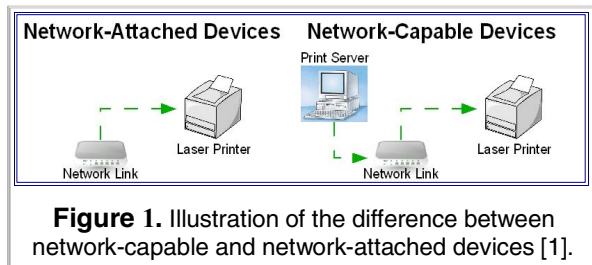 Network-Attached Devices
Network-Capable Devices
Print Server
Laser Printer
Laser Printer
Network Link
Network Link
Figure 1. Illustration of the difference between
network-capable and network-attached devices [1].